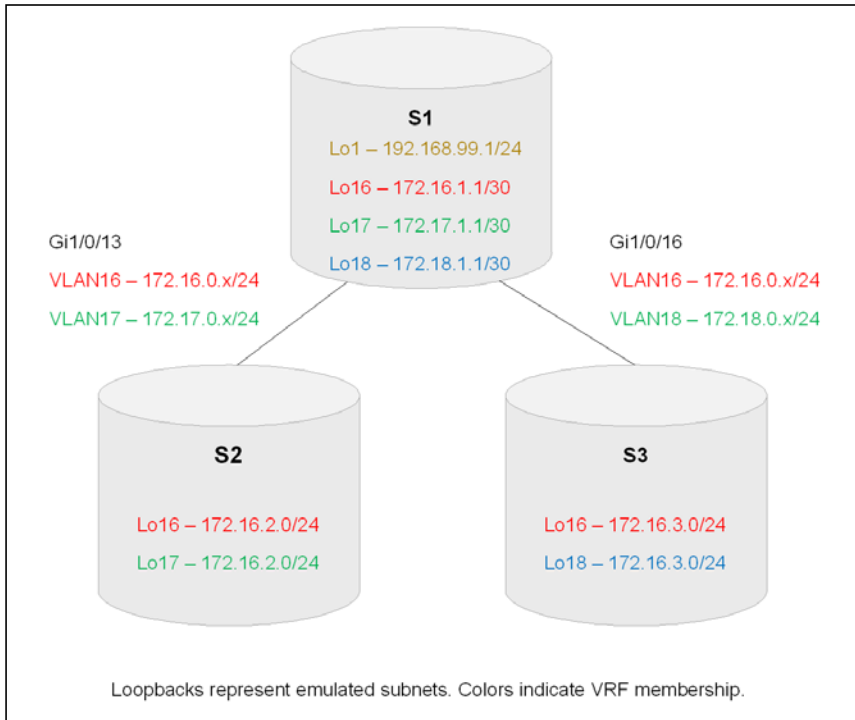 S1
Lo1 – 192.168.99.1/24
Lo16 – 172.16.1.1/30
Lo17 – 172.17.1.1/30
Lo18 – 172.18.1.1/30
Gi1/0/13
VLAN16 – 172.16.0.x/24
VLAN17 – 172.17.0.x/24
Gi1/0/16
VLAN16 – 172.16.0.x/24
VLAN18 – 172.18.0.x/24
S2
Lo16 – 172.16.2.0/24
Lo17 – 172.16.2.0/24
S3
Lo16 – 172.16.3.0/24
Lo18 – 172.16.3.0/24
Loopbacks represent emulated subnets. Colors indicate VRF membership.